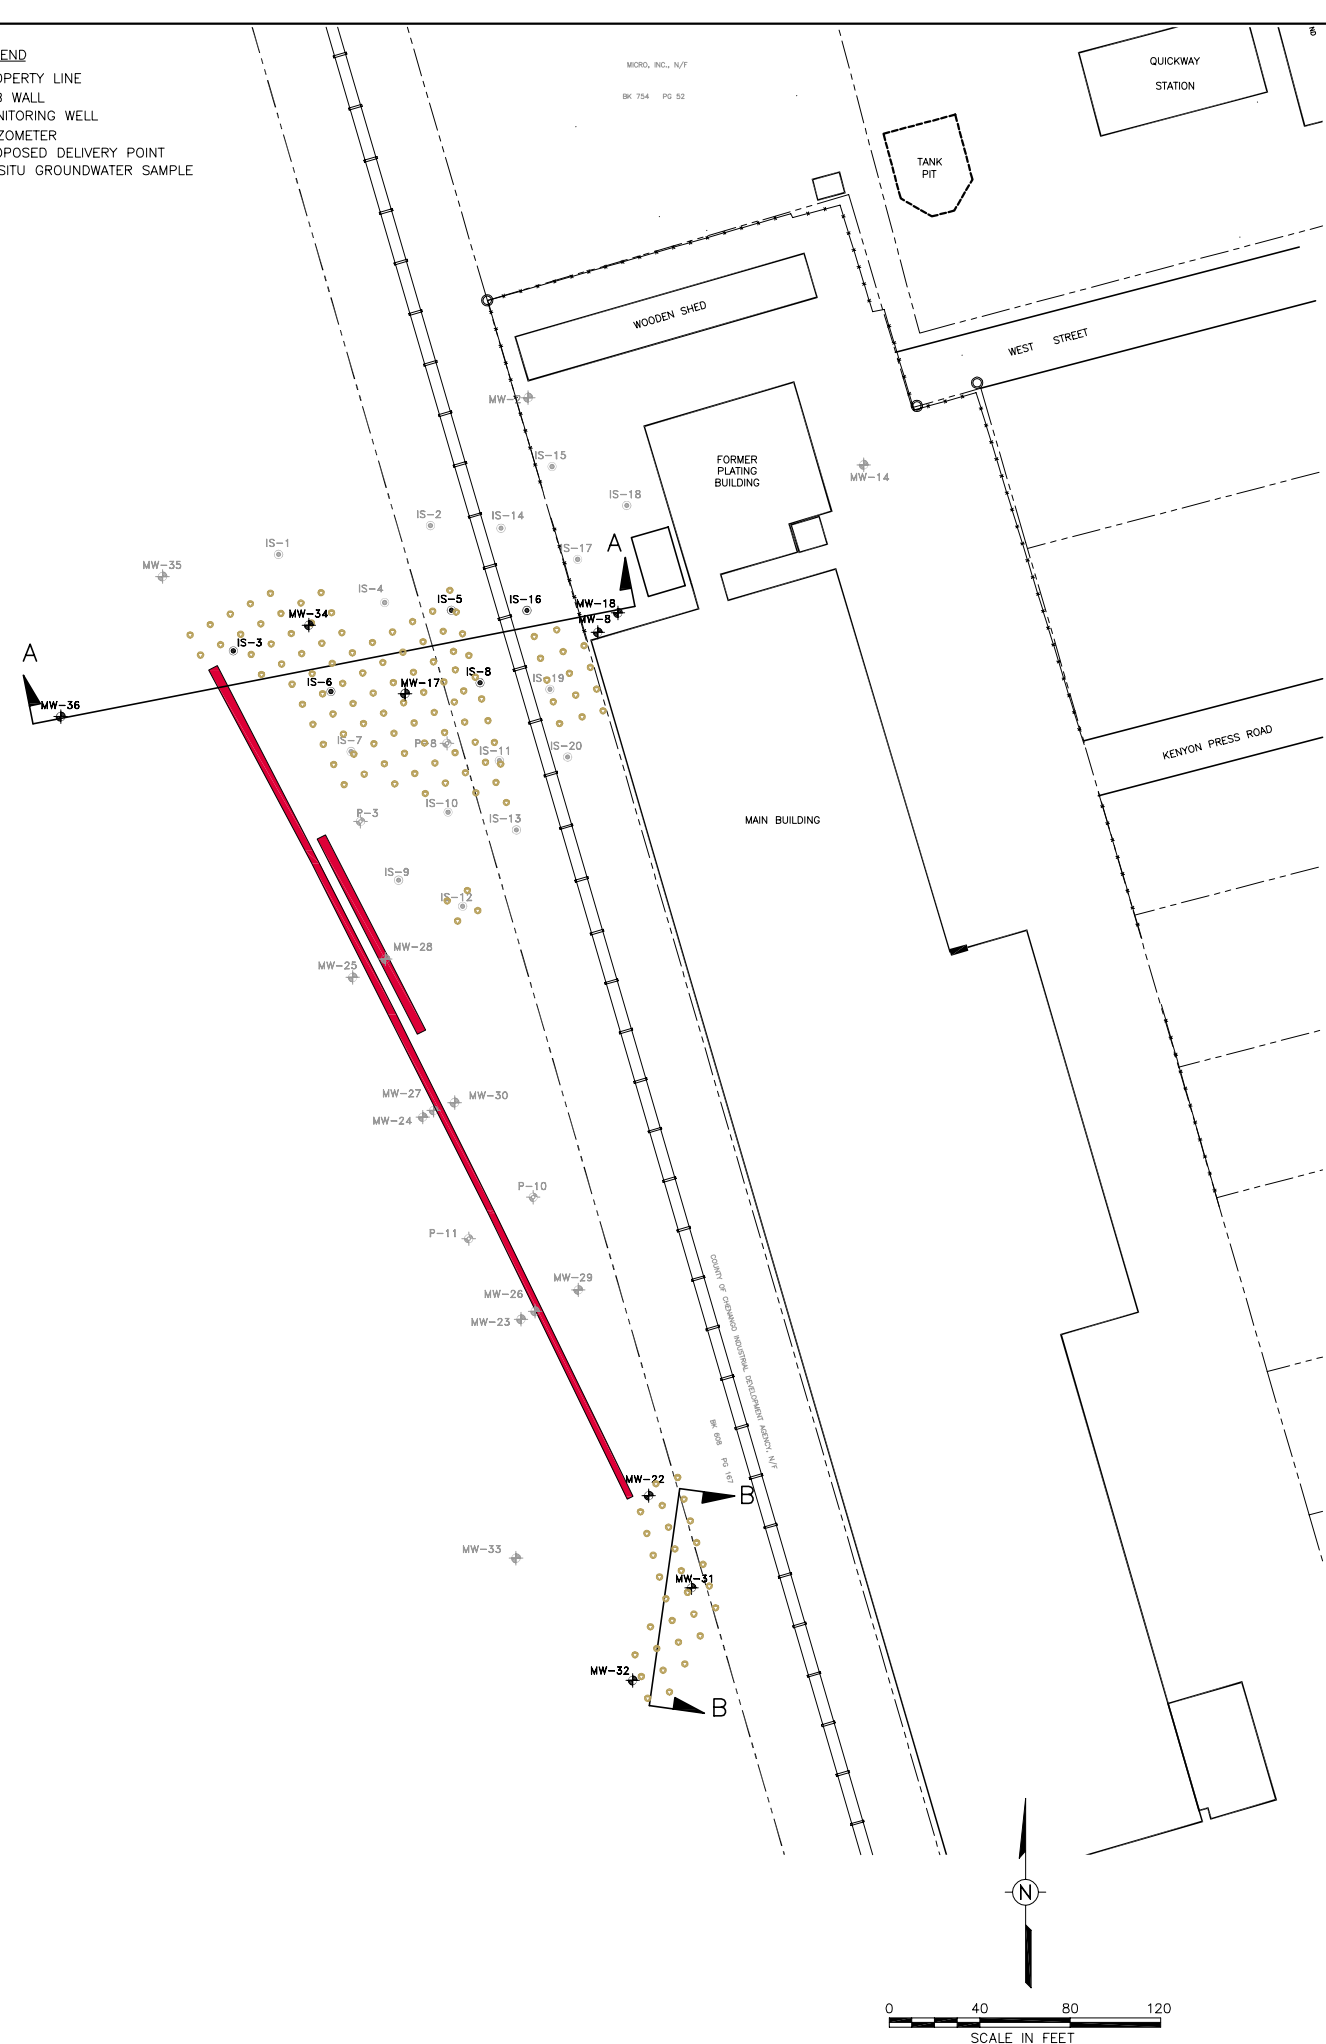 END
OPERTY LINE
B WALL
NITORING WELL
ZOMETER
OPOSED DELIVERY POINT
SITU GROUNDWATER SAMPLE
MICRO, INC., N/F
BK 754 PG 52
QUICKWAY
STATION
TANK
PIT
WOODEN SHED
WEST STREET
MW-2
IS-15
FORMER
PLATING
BUILDING
MW-14
IS-18
IS-2
IS-14
IS-1
A
IS-17
MW-35
IS-4
IS-5
IS-16
MW-18
MW-34
MW-8
IS-3
A
IS-6
MW-17
IS-8
IS-19
MW-36
KENYON PRESS ROAD
IS-7
P-8
IS-11
IS-20
IS-10
P-3
IS-13
MAIN BUILDING
IS-9
IS-12
MW-28
MW-25
MW-27
MW-30
MW-24
P-10
P-11
MW-29
MW-26
MW-23
COUNTY OF CHENANGO INDUSTRIAL DEVELOPMENT AGENCY, N/F
BK 608 PG 167
MW-22
B
MW-33
MW-31
MW-32
B
N
0 40 80 120
SCALE IN FEET